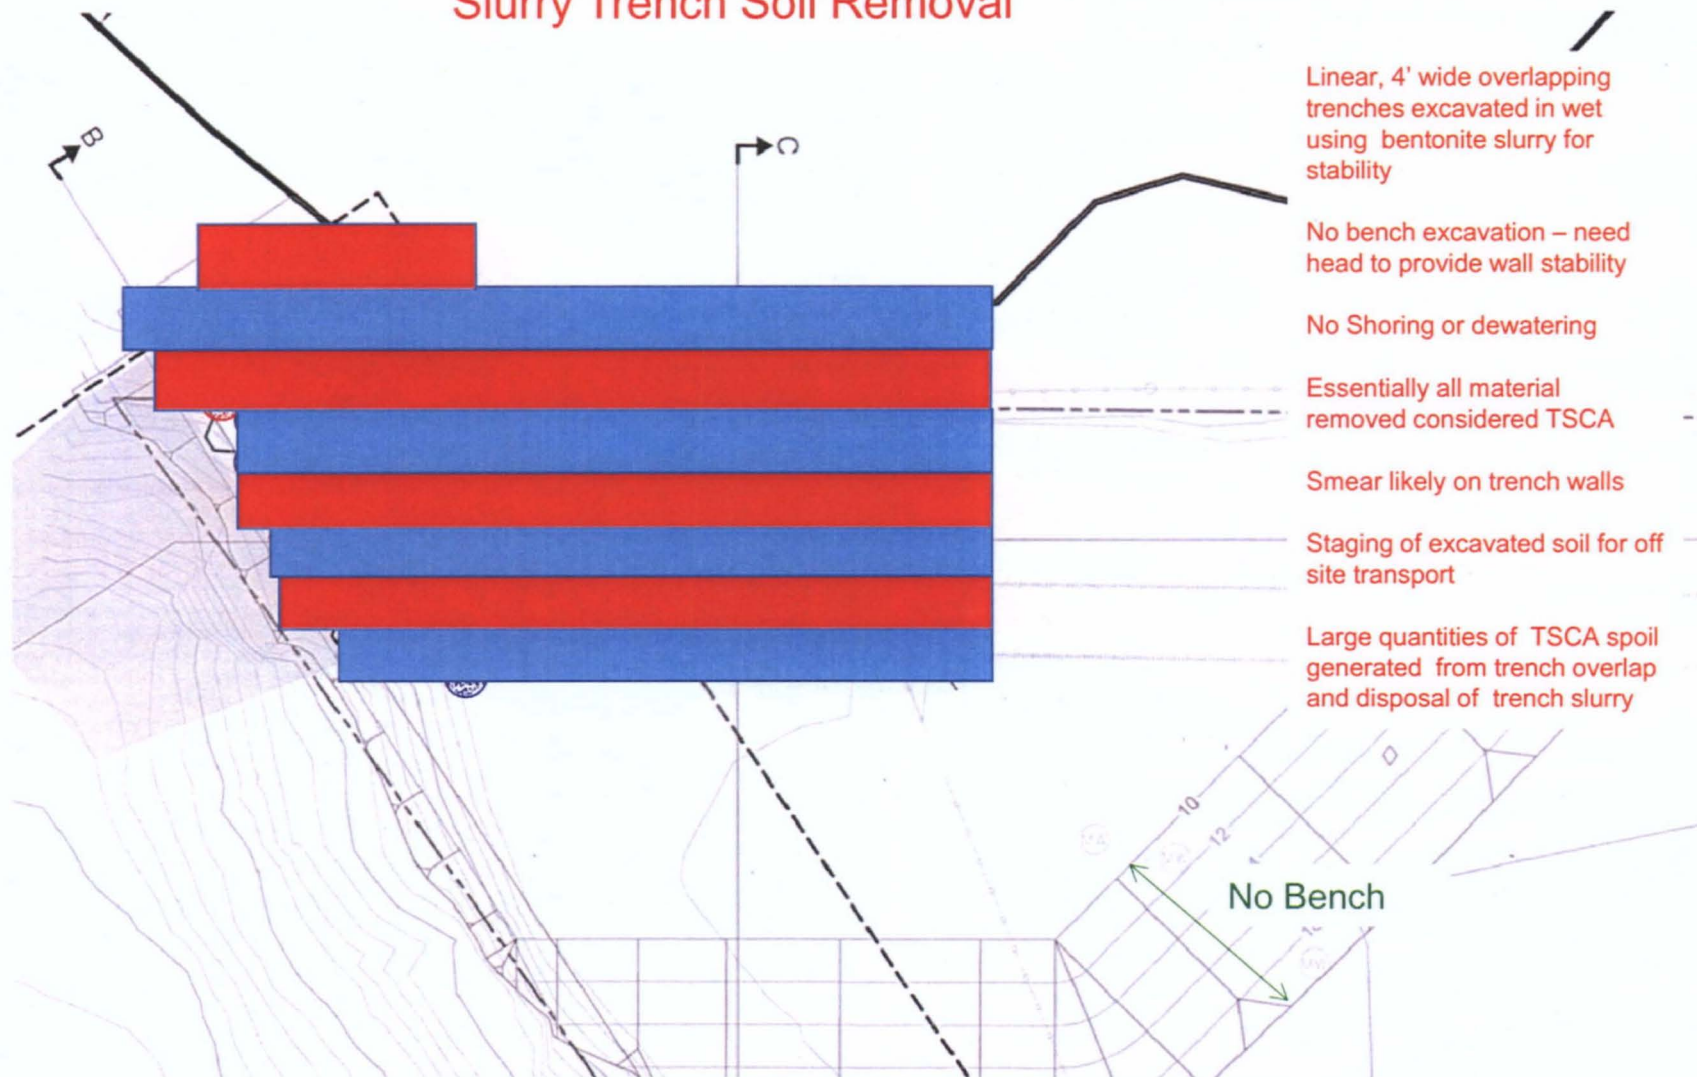 Slurry Trench Soil Removal
B
C
Linear, 4' wide overlapping
trenches excavated in wet
using bentonite slurry for
stability
No bench excavation – need
head to provide wall stability
No Shoring or dewatering
Essentially all material
removed considered TSCA
Smear likely on trench walls
Staging of excavated soil for off
site transport
Large quantities of TSCA spoil
generated from trench overlap
and disposal of trench slurry
10
12
No Bench